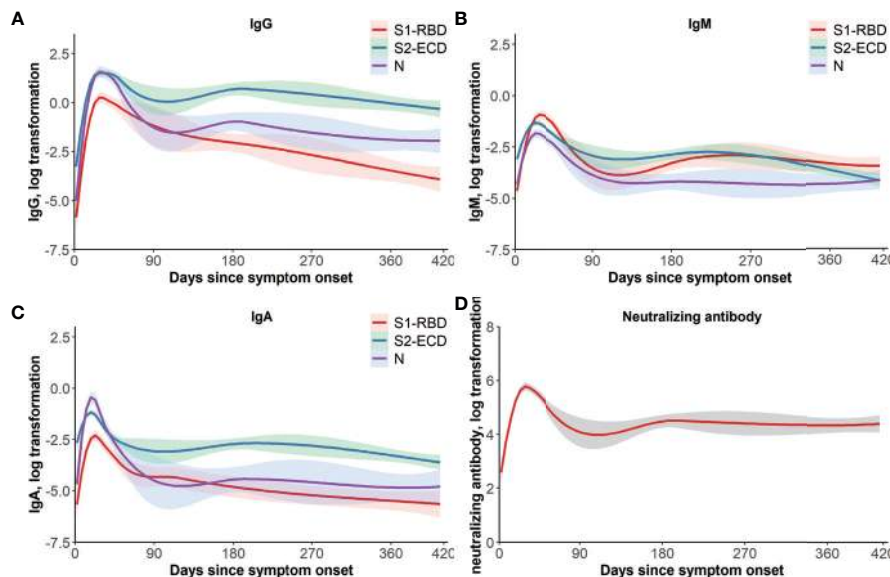 A
IgG
S1-RBD
S2-ECD
N
IgG, log transformation
2.5
0.0
-2.5
-5.0
-7.5
0 90 180 270 360 420
Days since symptom onset
B
IgM
S1-RBD
S2-ECD
N
IgM, log transformation
2.5
0.0
-2.5
-5.0
-7.5
0 90 180 270 360 420
Days since symptom onset
C
IgA
S1-RBD
S2-ECD
N
IgA, log transformation
2.5
0.0
-2.5
-5.0
-7.5
0 90 180 270 360 420
Days since symptom onset
D
Neutralizing antibody
neutralizing antibody, log transformation
8
6
4
2
0
0 90 180 270 360 420
Days since symptom onset